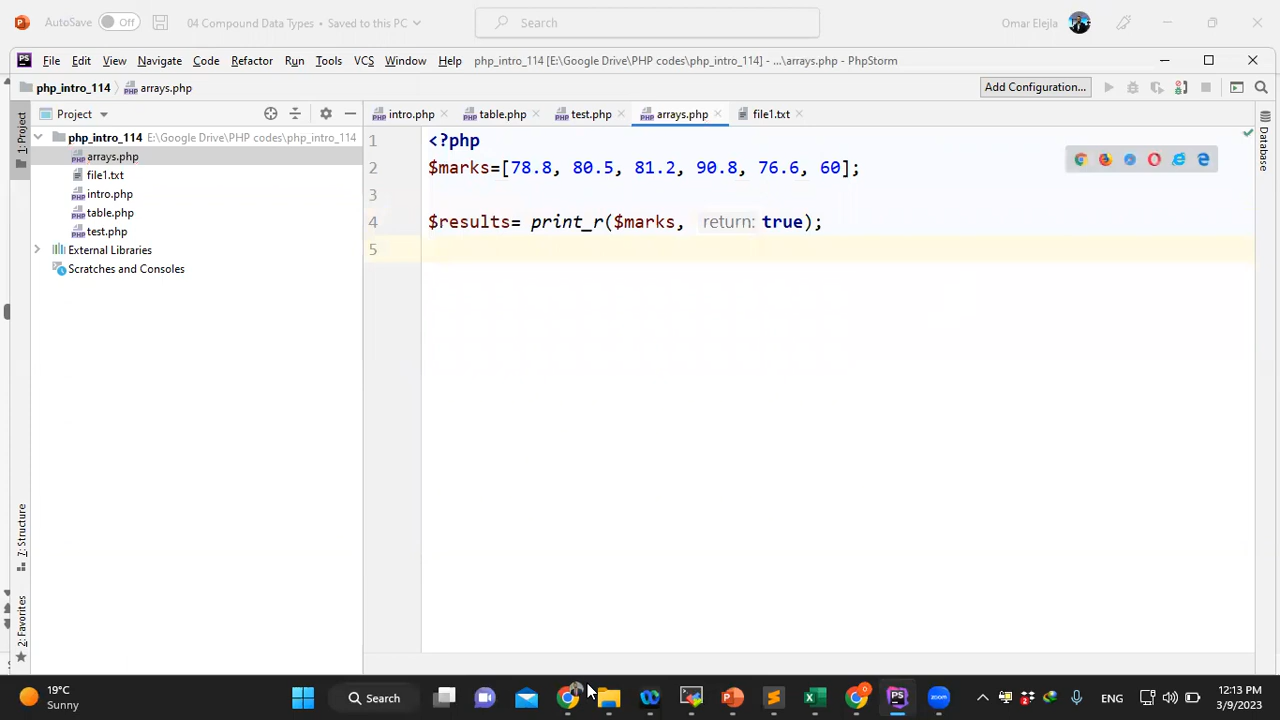 AutoSave Off 04 Compound Data Types • Saved to this PC Search Omar Elejla
PS File Edit View Navigate Code Refactor Run Tools VCS Window Help php_intro_114 [E:\Google Drive\PHP codes\php_intro_114] - ...\arrays.php - PhpStorm
php_intro_114 arrays.php Add Configuration...
Project intro.php table.php test.php arrays.php file1.txt
php_intro_114 E:\Google Drive\PHP codes\php_intro_114
arrays.php
file1.txt
intro.php
table.php
test.php
External Libraries
Scratches and Consoles
1 <?php
2 $marks=[78.8, 80.5, 81.2, 90.8, 76.6, 60];
3
4 $results= print_r($marks, return: true);
5
1: Project
7: Structure
2: Favorites
Database
19°C
Sunny
Search
ENG
12:13 PM
3/9/2023